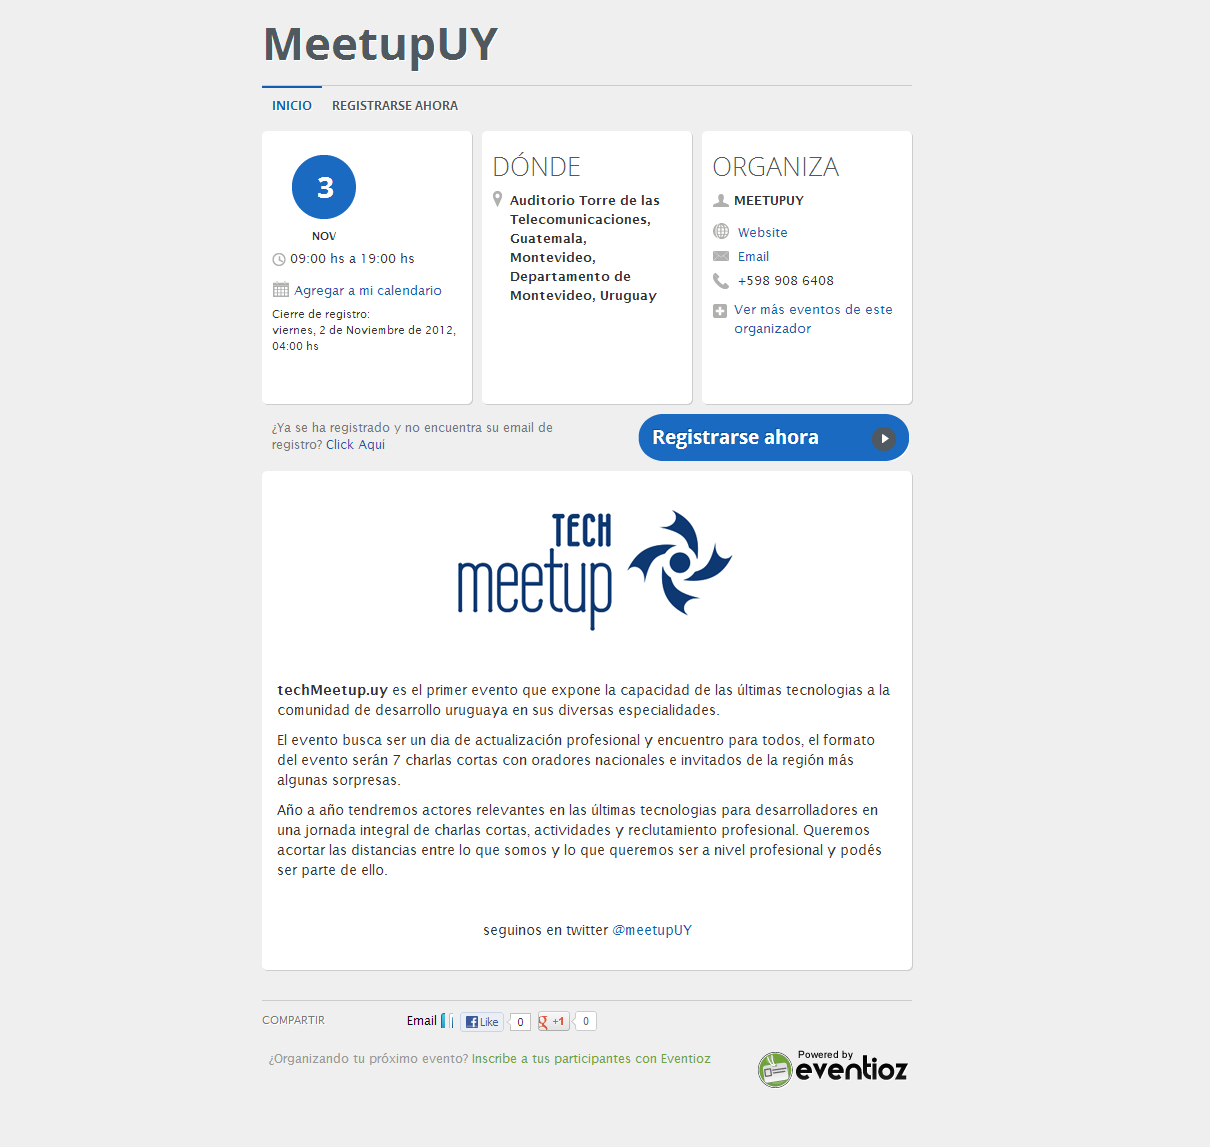 MeetupUY
INICIO REGISTRARSE AHORA
3
NOV
09:00 hs a 19:00 hs
Agregar a mi calendario
Cierre de registro:
viernes, 2 de Noviembre de 2012,
04:00 hs
DÓNDE
Auditorio Torre de las
Telecomunicaciones,
Guatemala,
Montevideo,
Departamento de
Montevideo, Uruguay
ORGANIZA
MEETUPUY
Website
Email
+598 908 6408
Ver más eventos de este
organizador
¿Ya se ha registrado y no encuentra su email de
registro? Click Aquí
Registrarse ahora
TECH
meetup
techMeetup.uy es el primer evento que expone la capacidad de las últimas tecnologías a la
comunidad de desarrollo uruguaya en sus diversas especialidades.
El evento busca ser un día de actualización profesional y encuentro para todos, el formato
del evento serán 7 charlas cortas con oradores nacionales e invitados de la región más
algunas sorpresas.
Año a año tendremos actores relevantes en las últimas tecnologías para desarrolladores en
una jornada integral de charlas cortas, actividades y reclutamiento profesional. Queremos
acortar las distancias entre lo que somos y lo que queremos ser a nivel profesional y podés
ser parte de ello.
seguinos en twitter @meetupUY
COMPARTIR Email Like 0 +1 0
¿Organizando tu próximo evento? Inscribe a tus participantes con Eventioz
Powered by
eventioz